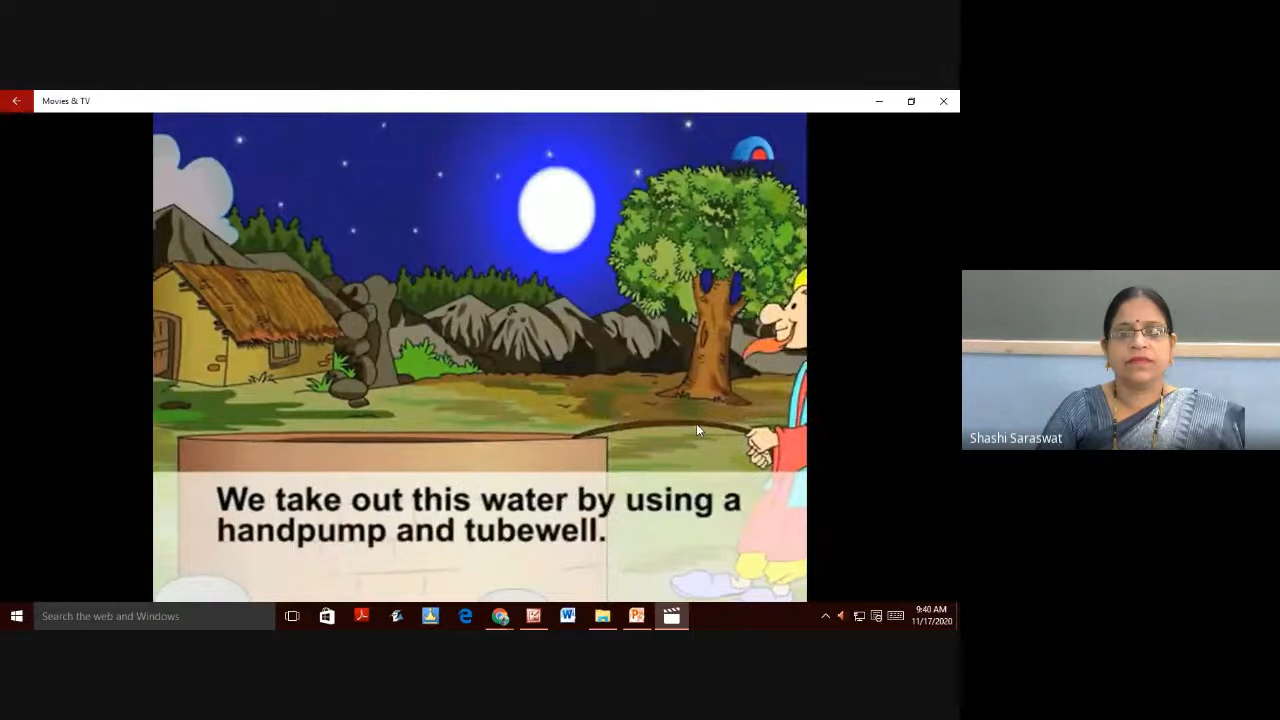 Movies & TV
We take out this water by using a
handpump and tubewell.
Shashi Saraswat
Search the web and Windows
9:40 AM
11/17/2020